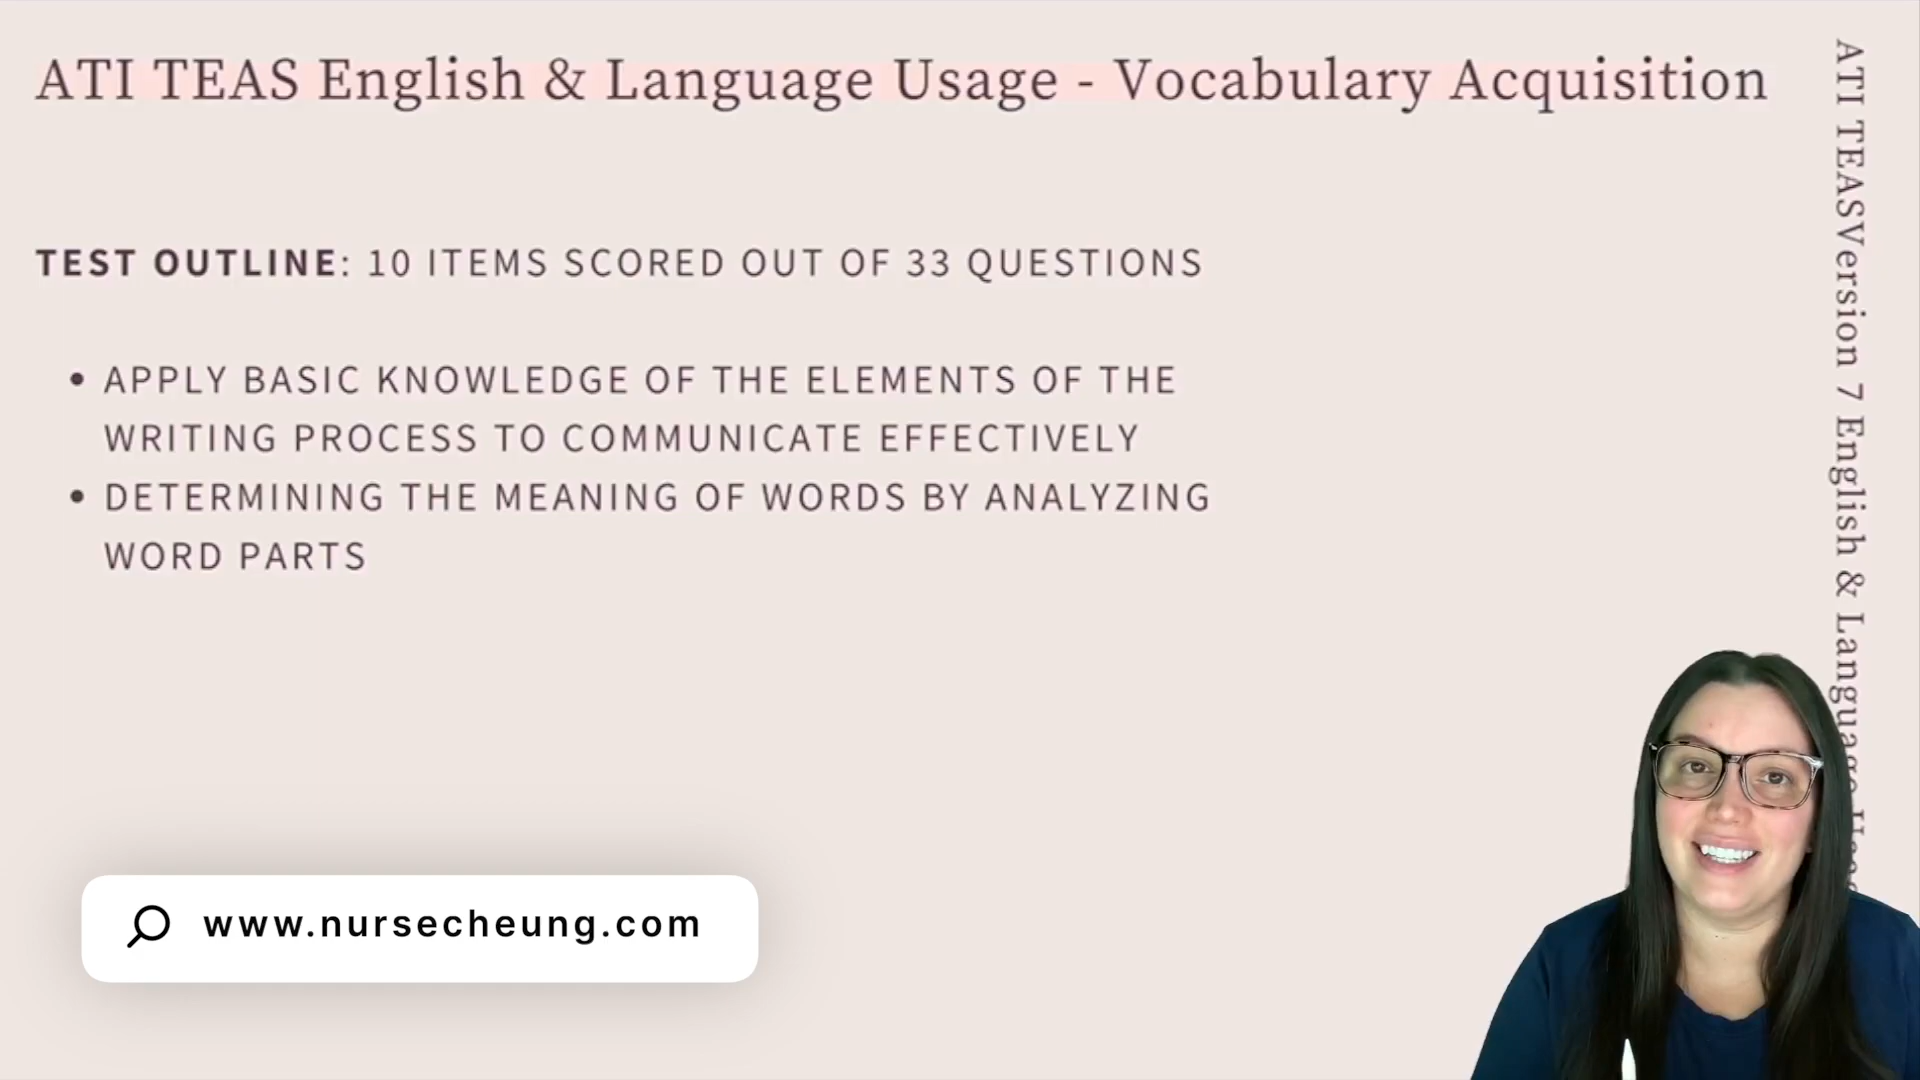 ATI TEAS English & Language Usage - Vocabulary Acquisition
TEST OUTLINE: 10 ITEMS SCORED OUT OF 33 QUESTIONS
• APPLY BASIC KNOWLEDGE OF THE ELEMENTS OF THE
WRITING PROCESS TO COMMUNICATE EFFECTIVELY
• DETERMINING THE MEANING OF WORDS BY ANALYZING
WORD PARTS
www.nursecheung.com
ATI TEASVersion 7 English & Language